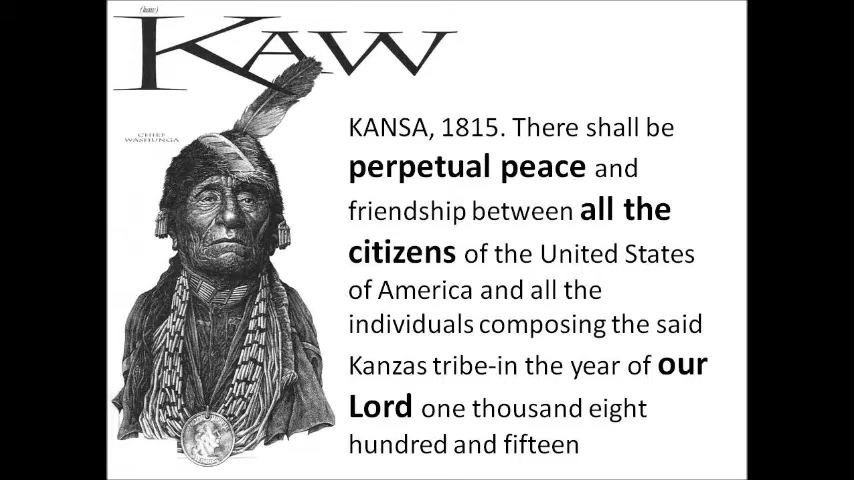 (kanv)
KAW
CHIEF
WASHUNGA
KANSA, 1815. There shall be
perpetual peace and
friendship between all the
citizens of the United States
of America and all the
individuals composing the said
Kanzas tribe-in the year of our
Lord one thousand eight
hundred and fifteen